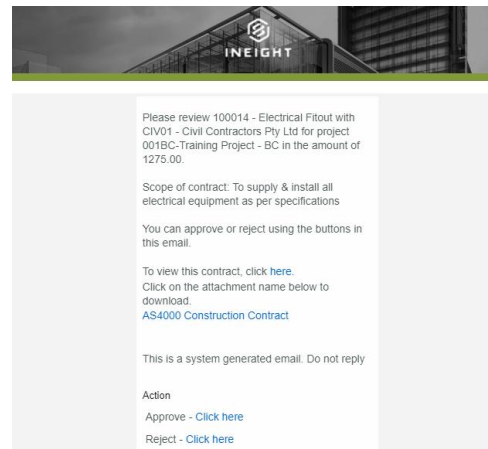 INEIGHT
Please review 100014 - Electrical Fitout with
CIV01 - Civil Contractors Pty Ltd for project
001BC-Training Project - BC in the amount of
1275.00.
Scope of contract: To supply & install all
electrical equipment as per specifications
You can approve or reject using the buttons in
this email.
To view this contract, click here.
Click on the attachment name below to
download.
AS4000 Construction Contract
This is a system generated email. Do not reply
Action
Approve - Click here
Reject - Click here